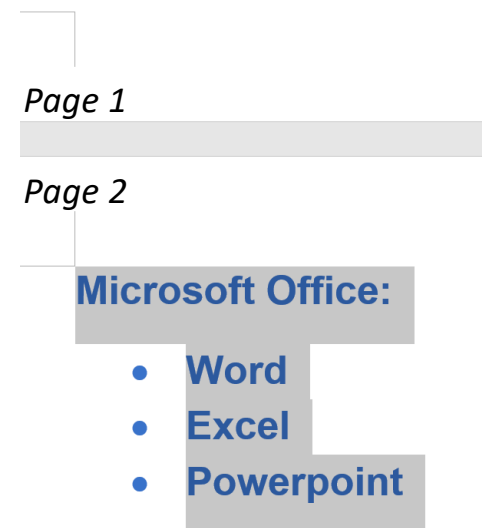 Page 1
Page 2
Microsoft Office:
• Word
• Excel
• Powerpoint